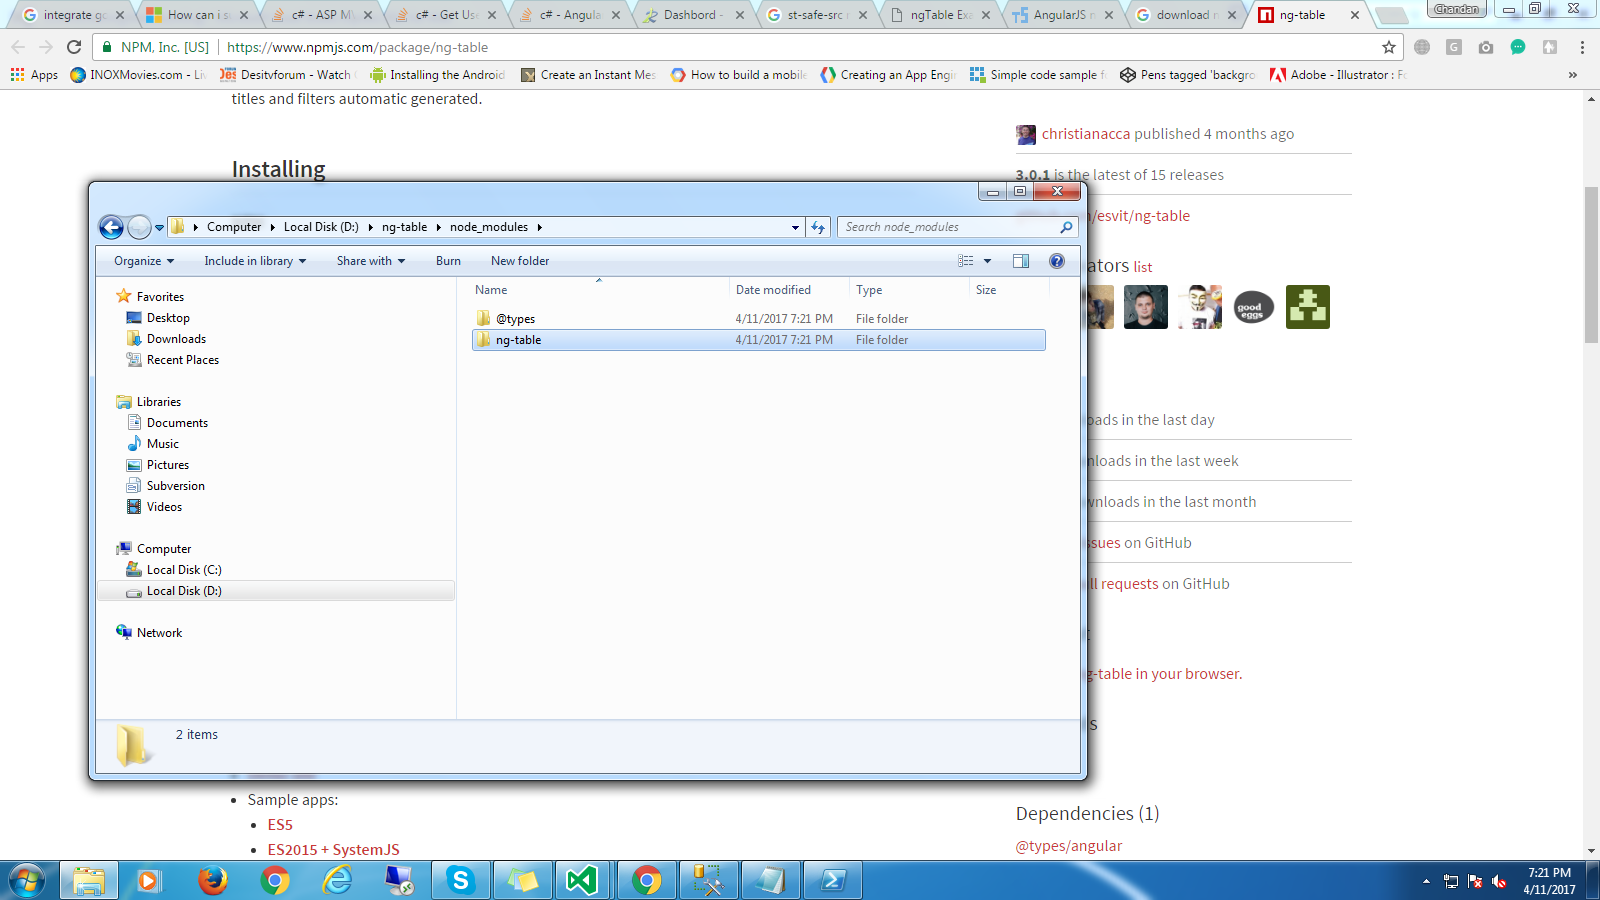 integrate go
How can i s
c# - ASP MV
c# - Get Use
c# - Angula
Dashbord -
st-safe-src n
ngTable Exa
AngularJS n
download n
ng-table
Chandan
NPM, Inc. [US]
https://www.npmjs.com/package/ng-table
Apps
INOXMovies.com - Liv
Desitvforum - Watch
Installing the Android
Create an Instant Mes
How to build a mobile
Creating an App Engi
Simple code sample f
Pens tagged 'backgro
Adobe - Illustrator : Fo
»
titles and filters automatic generated.
christianacca published 4 months ago
Installing
3.0.1 is the latest of 15 releases
/esvit/ng-table
Computer
Local Disk (D:)
ng-table
node_modules
Search node_modules
Organize
Include in library
Share with
Burn
New folder
ators list
Name
Date modified
Type
Size
Favorites
Desktop
Downloads
Recent Places
@types
4/11/2017 7:21 PM
File folder
ng-table
4/11/2017 7:21 PM
File folder
good
eggs
Libraries
Documents
Music
Pictures
Subversion
Videos
oads in the last day
nloads in the last week
wnloads in the last month
ssues on GitHub
ll requests on GitHub
Computer
Local Disk (C:)
Local Disk (D:)
Network
t
g-table in your browser.
s
2 items
Sample apps:
ES5
ES2015 + SystemJS
Dependencies (1)
@types/angular
7:21 PM
4/11/2017